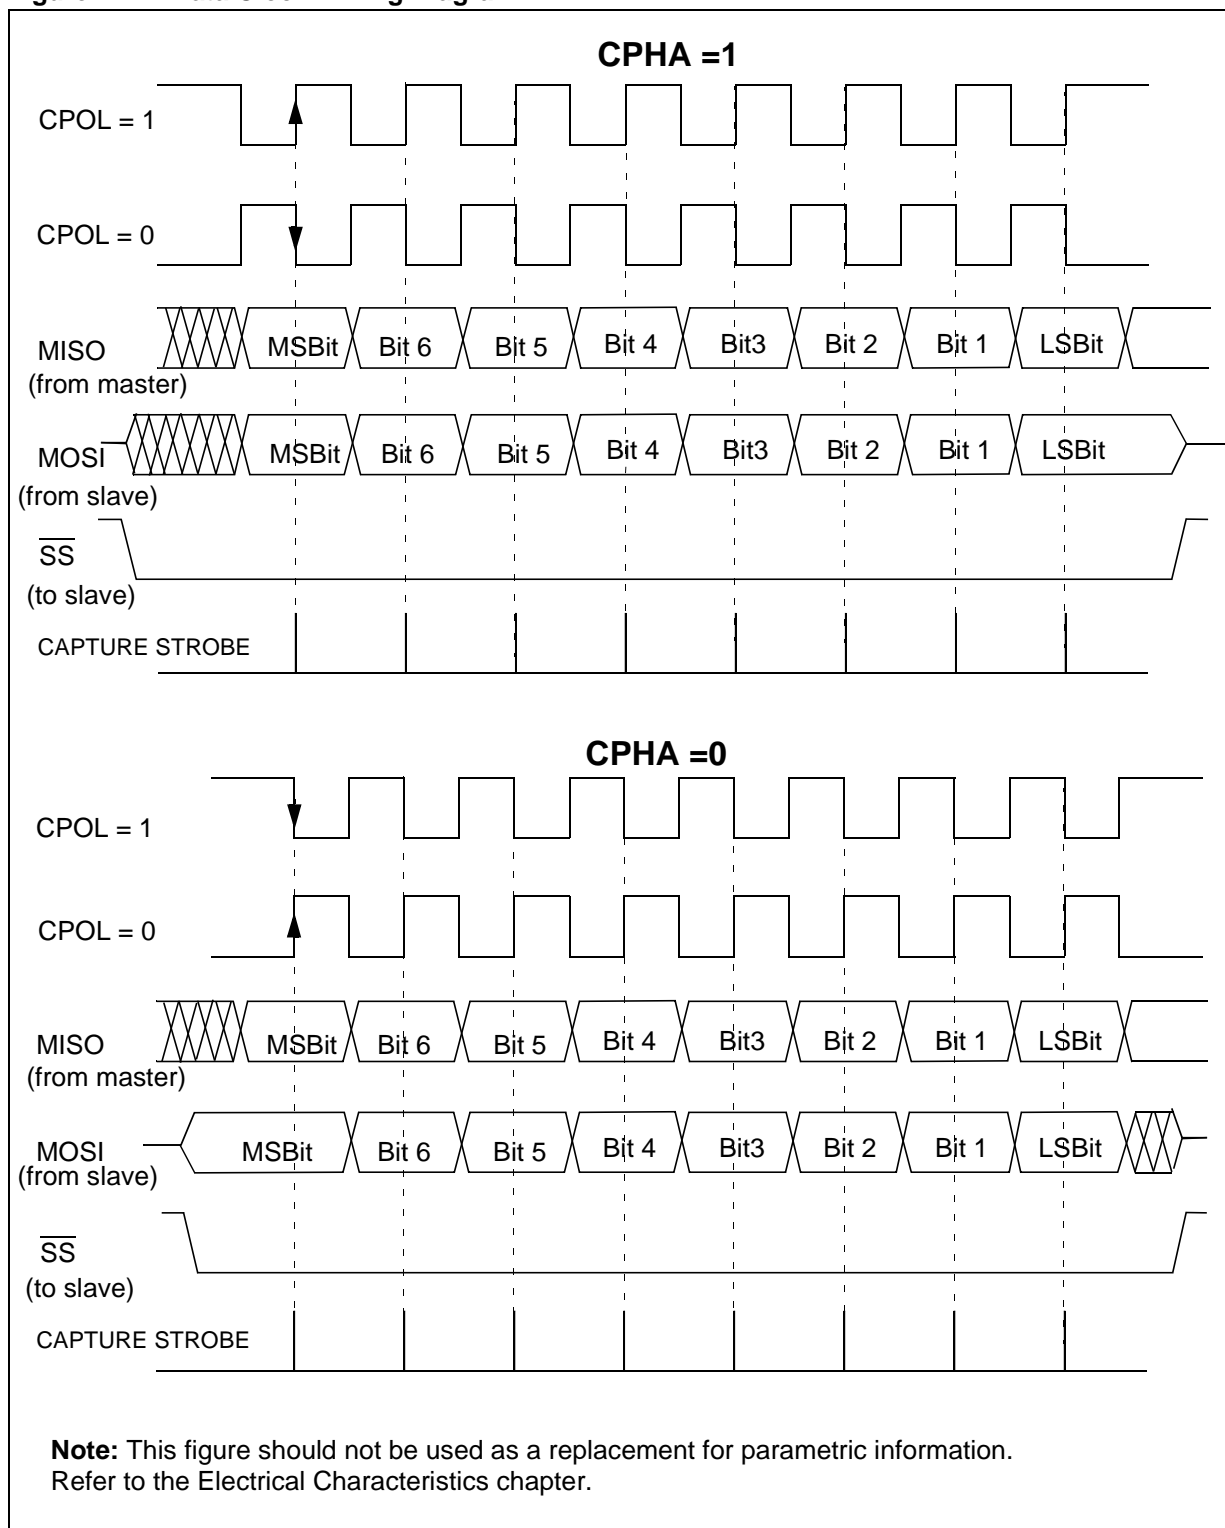 CPHA =1
CPOL = 1
CPOL = 0
MISO
(from master)
MSBit Bit 6 Bit 5 Bit 4 Bit3 Bit 2 Bit 1 LSBit
MOSI
(from slave)
MSBit Bit 6 Bit 5 Bit 4 Bit3 Bit 2 Bit 1 LSBit
SS
(to slave)
CAPTURE STROBE
CPHA =0
CPOL = 1
CPOL = 0
MISO
(from master)
MSBit Bit 6 Bit 5 Bit 4 Bit3 Bit 2 Bit 1 LSBit
MOSI
(from slave)
MSBit Bit 6 Bit 5 Bit 4 Bit3 Bit 2 Bit 1 LSBit
SS
(to slave)
CAPTURE STROBE
Note: This figure should not be used as a replacement for parametric information.
Refer to the Electrical Characteristics chapter.